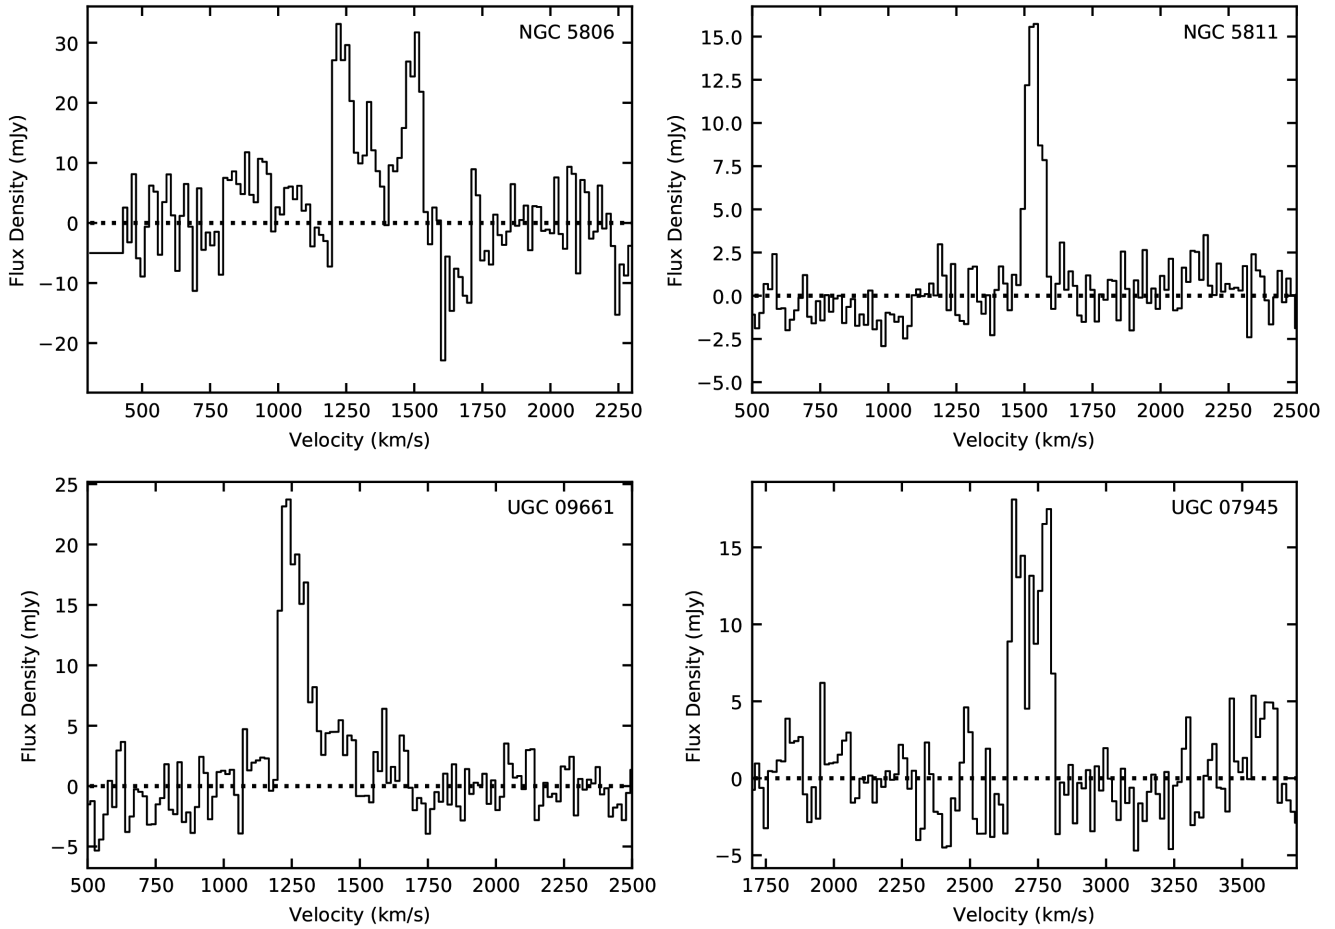 NGC 5806
30
20
10
0
−10
−20
Flux Density (mJy)
500 750 1000 1250 1500 1750 2000 2250
Velocity (km/s)
NGC 5811
15.0
12.5
10.0
7.5
5.0
2.5
0.0
−2.5
−5.0
Flux Density (mJy)
500 750 1000 1250 1500 1750 2000 2250 2500
Velocity (km/s)
UGC 09661
25
20
15
10
5
0
−5
Flux Density (mJy)
500 750 1000 1250 1500 1750 2000 2250 2500
Velocity (km/s)
UGC 07945
15
10
5
0
−5
Flux Density (mJy)
1750 2000 2250 2500 2750 3000 3250 3500
Velocity (km/s)